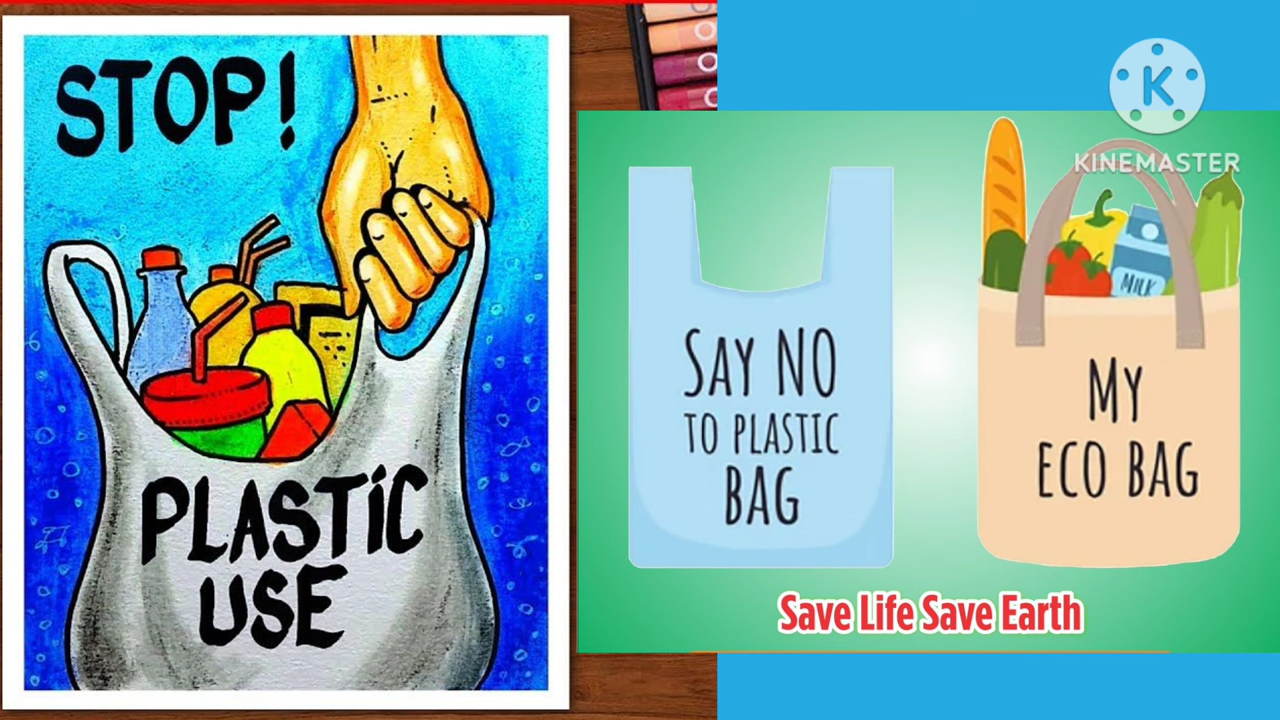 STOP!
PLASTIC
USE
SAY NO
TO PLASTIC
BAG
MILK
MY
ECO BAG
Save Life Save Earth
K
KINEMASTER